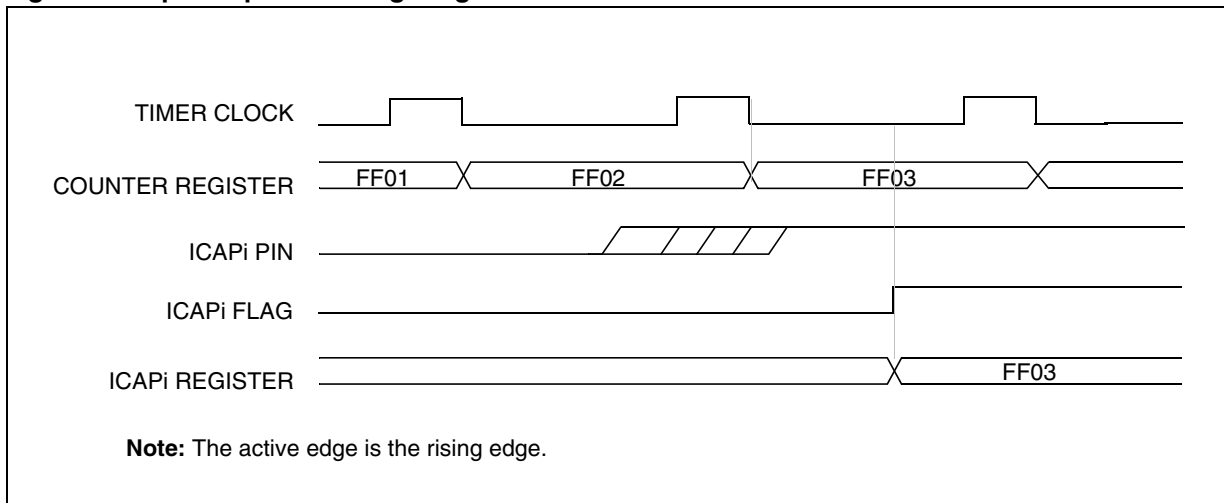 TIMER CLOCK
COUNTER REGISTER FF01 FF02 FF03
ICAPi PIN
ICAPi FLAG
ICAPi REGISTER FF03
Note: The active edge is the rising edge.